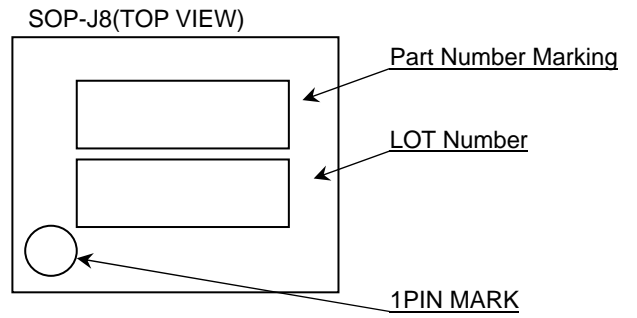 SOP-J8(TOP VIEW)
Part Number Marking
LOT Number
1PIN MARK